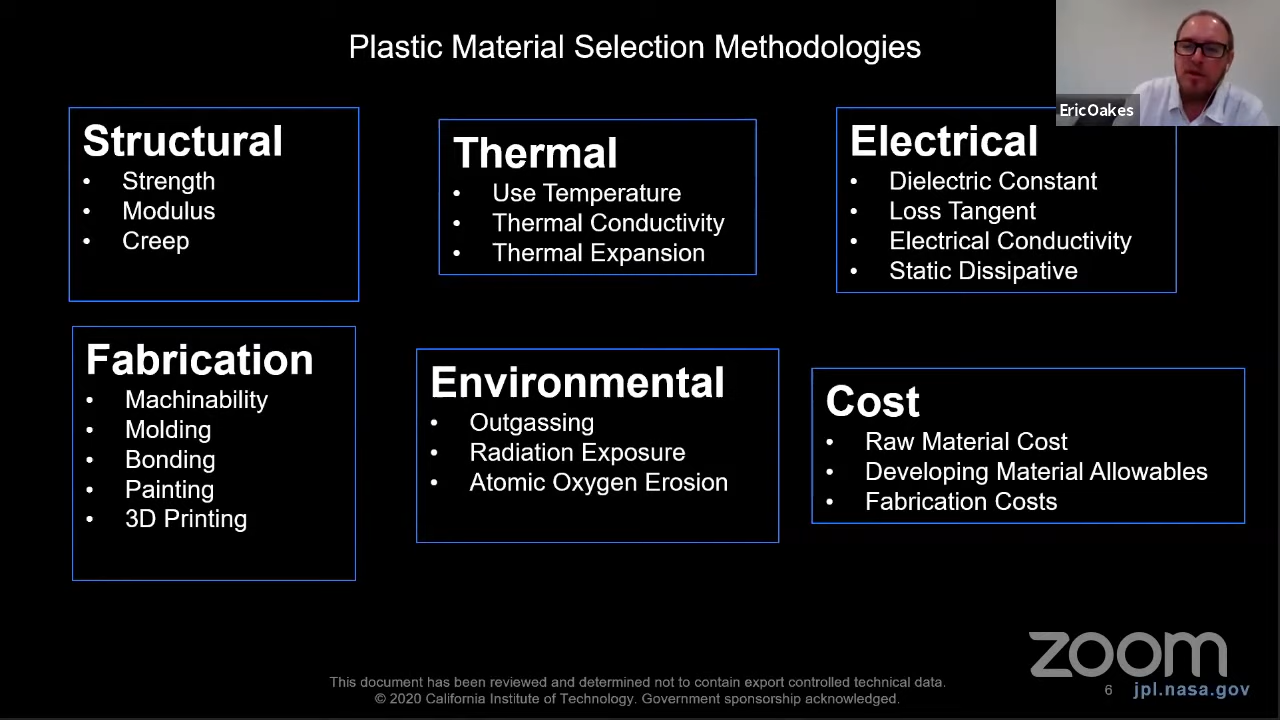 Plastic Material Selection Methodologies
EricOakes
Structural
• Strength
• Modulus
• Creep
Thermal
• Use Temperature
• Thermal Conductivity
• Thermal Expansion
Electrical
• Dielectric Constant
• Loss Tangent
• Electrical Conductivity
• Static Dissipative
Fabrication
• Machinability
• Molding
• Bonding
• Painting
• 3D Printing
Environmental
• Outgassing
• Radiation Exposure
• Atomic Oxygen Erosion
Cost
• Raw Material Cost
• Developing Material Allowables
• Fabrication Costs
zoom
This document has been reviewed and determined not to contain export controlled technical data.
© 2020 California Institute of Technology. Government sponsorship acknowledged.
6 jpl.nasa.gov